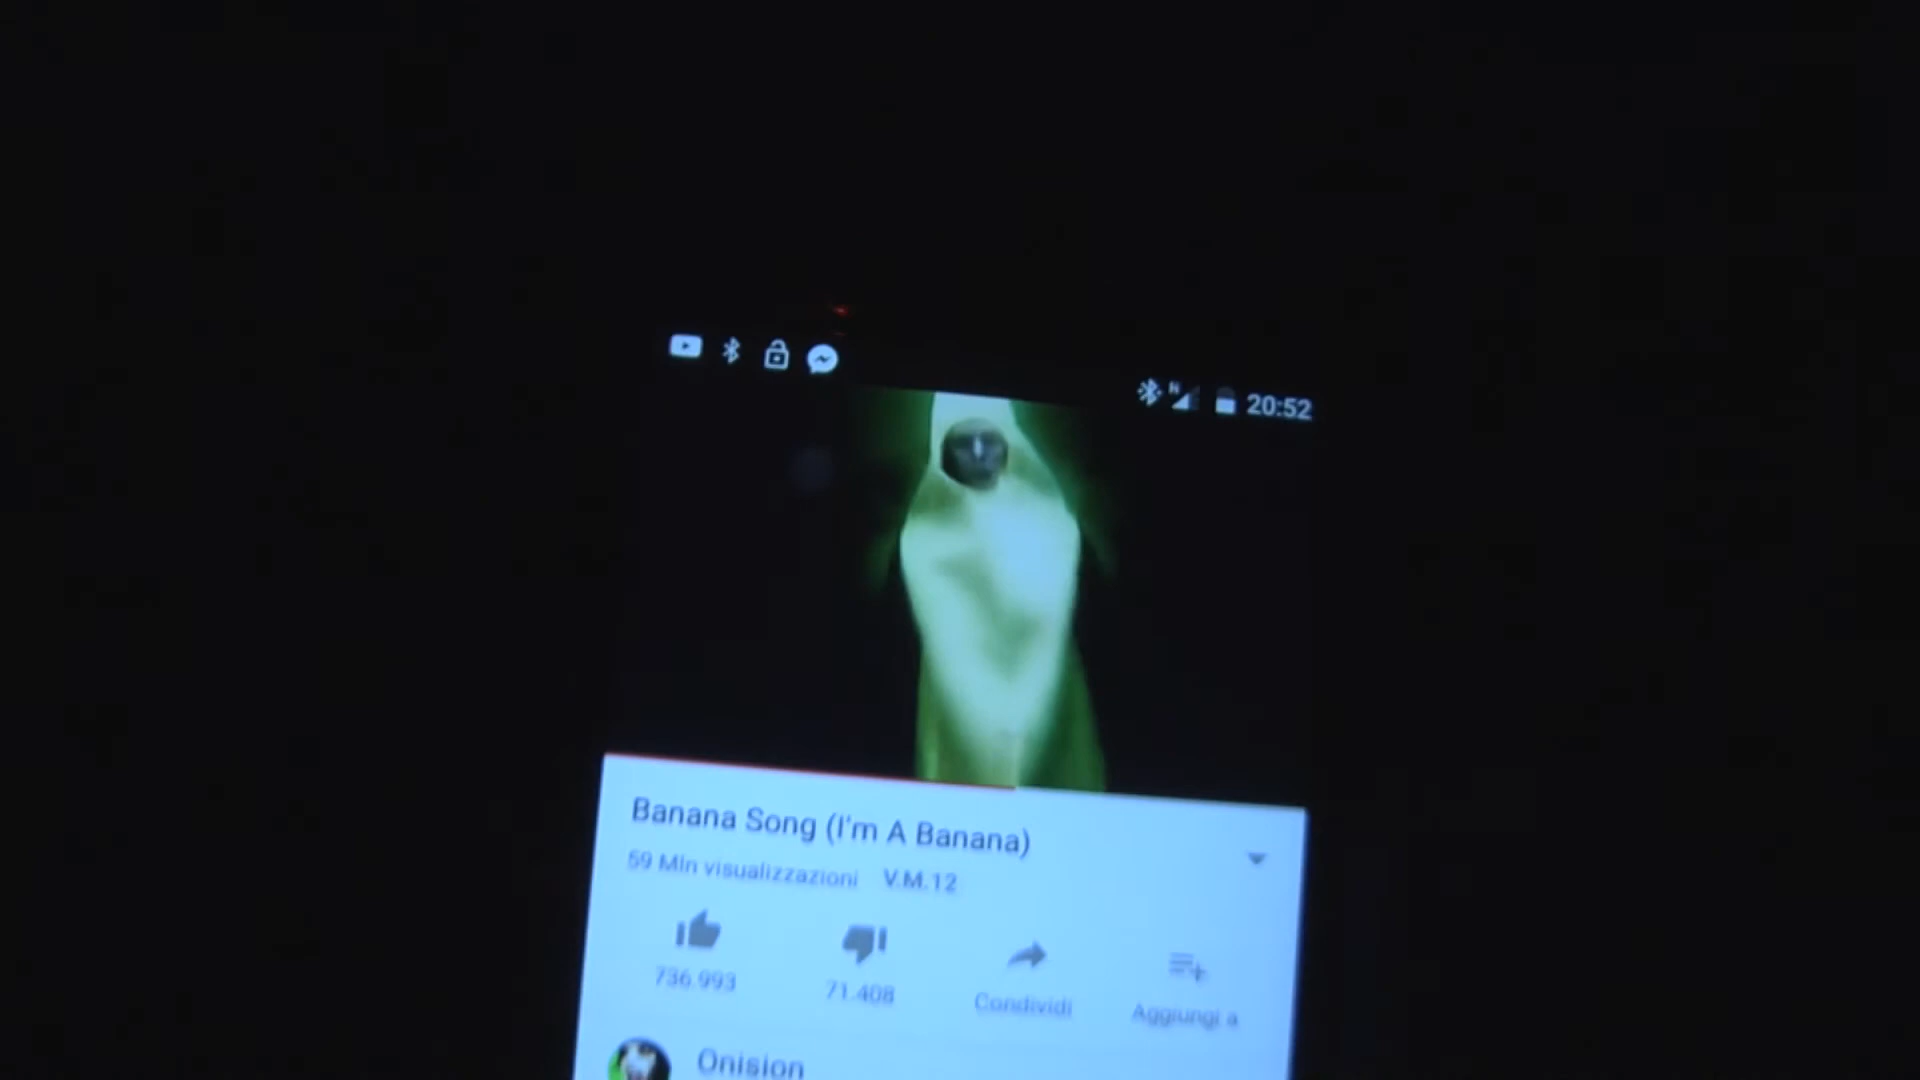 N
20:52
Banana Song (I'm A Banana)
59 Mln visualizzazioni V.M.12
736.993
71.408
Condividi
Aggiungi a
Onision